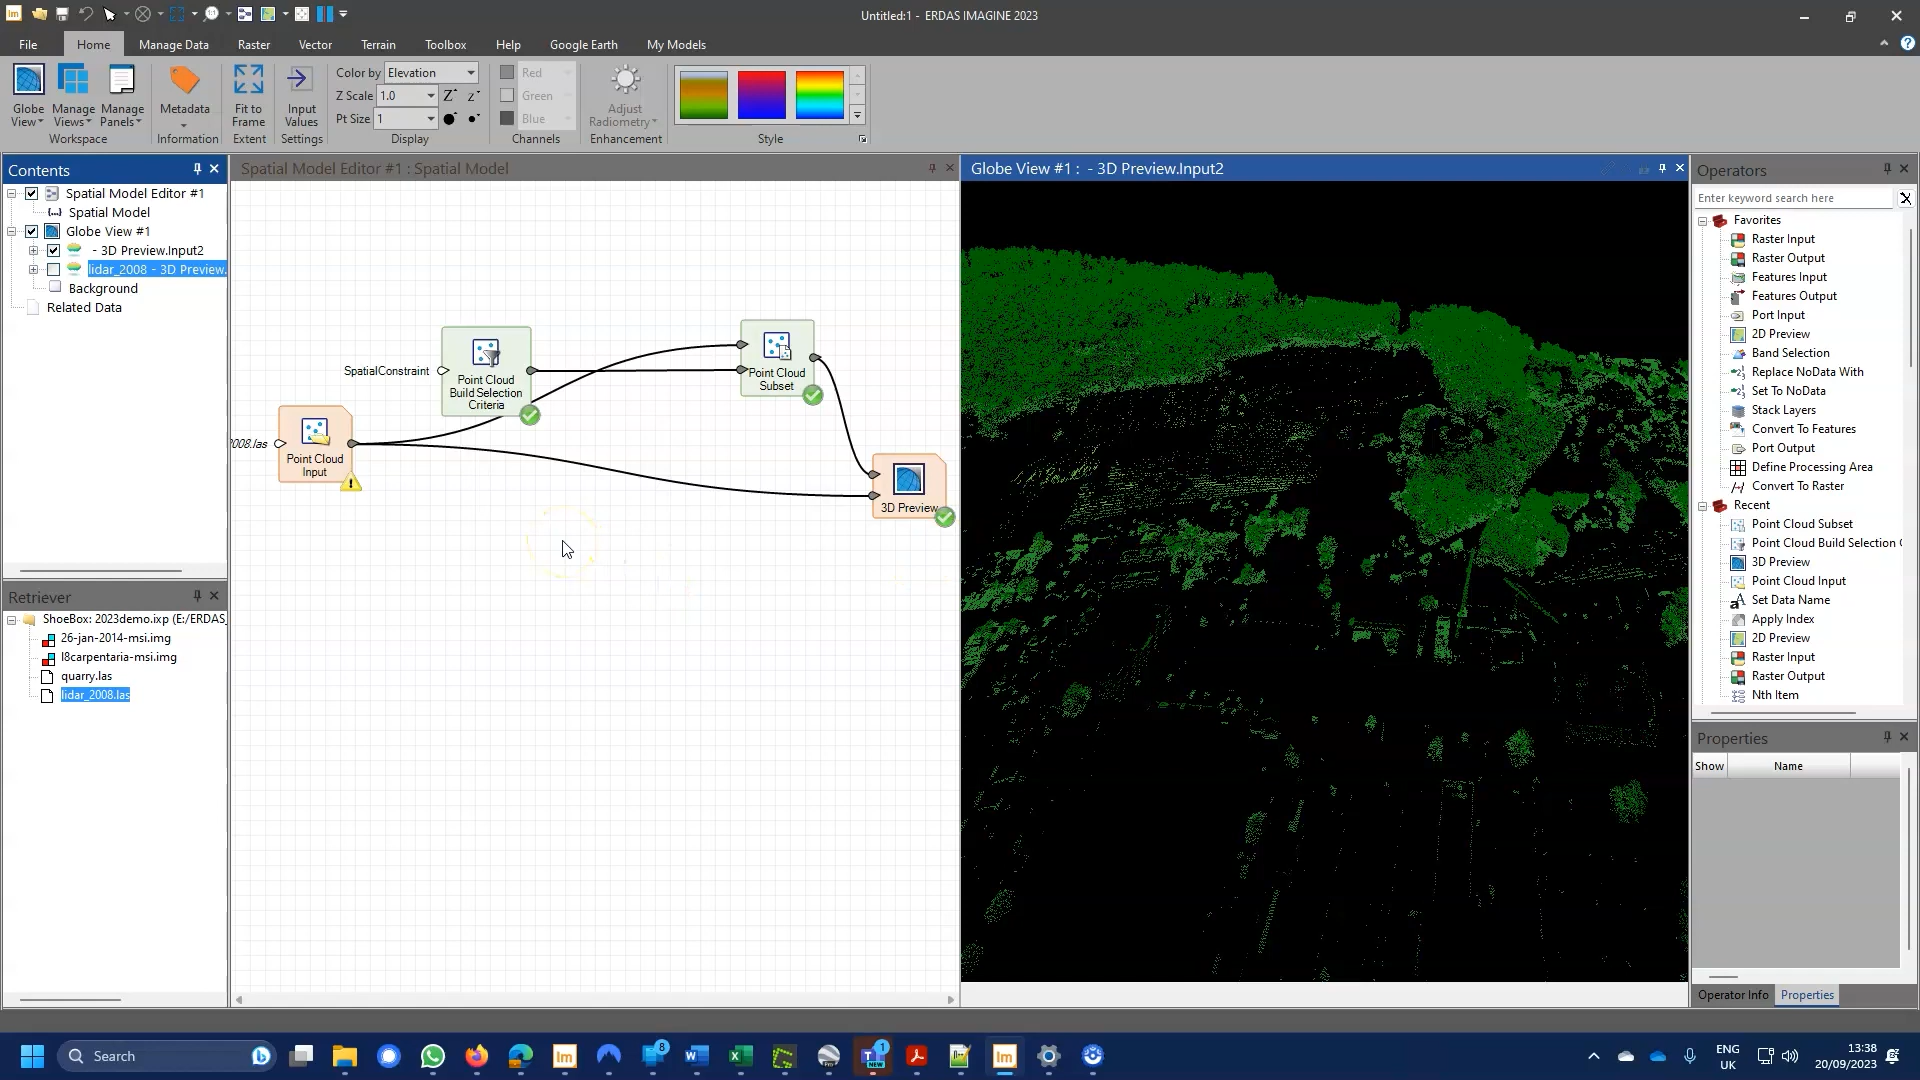 Untitled:1 - ERDAS IMAGINE 2023
File Home Manage Data Raster Vector Terrain Toolbox Help Google Earth My Models
Globe View
Manage Views
Manage Panels
Workspace
Metadata
Information
Fit to Frame
Extent
Input Values
Settings
Color by Elevation
Z Scale 1.0
Pt Size 1
Display
Red
Green
Blue
Channels
Adjust Radiometry
Enhancement
Style
Contents
Spatial Model Editor #1
Spatial Model
Globe View #1
- 3D Preview.Input2
lidar_2008 - 3D Preview.
Background
Related Data
Retriever
ShoeBox: 2023demo.ixp (E:/ERDAS_
26-jan-2014-msi.img
l8carpentaria-msi.img
quarry.las
lidar_2008.las
Spatial Model Editor #1 : Spatial Model
SpatialConstraint
Point Cloud
Build Selection
Criteria
Point Cloud
Subset
2008.las
Point Cloud
Input
3D Preview
Globe View #1 : - 3D Preview.Input2
Operators
Enter keyword search here
Favorites
Raster Input
Raster Output
Features Input
Features Output
Port Input
2D Preview
Band Selection
Replace NoData With
Set To NoData
Stack Layers
Convert To Features
Port Output
Define Processing Area
Convert To Raster
Recent
Point Cloud Subset
Point Cloud Build Selection C
3D Preview
Point Cloud Input
Set Data Name
Apply Index
2D Preview
Raster Input
Raster Output
Nth Item
Properties
Show Name
Operator Info Properties
Search
8
1
NEW
ENG
UK
13:38
20/09/2023